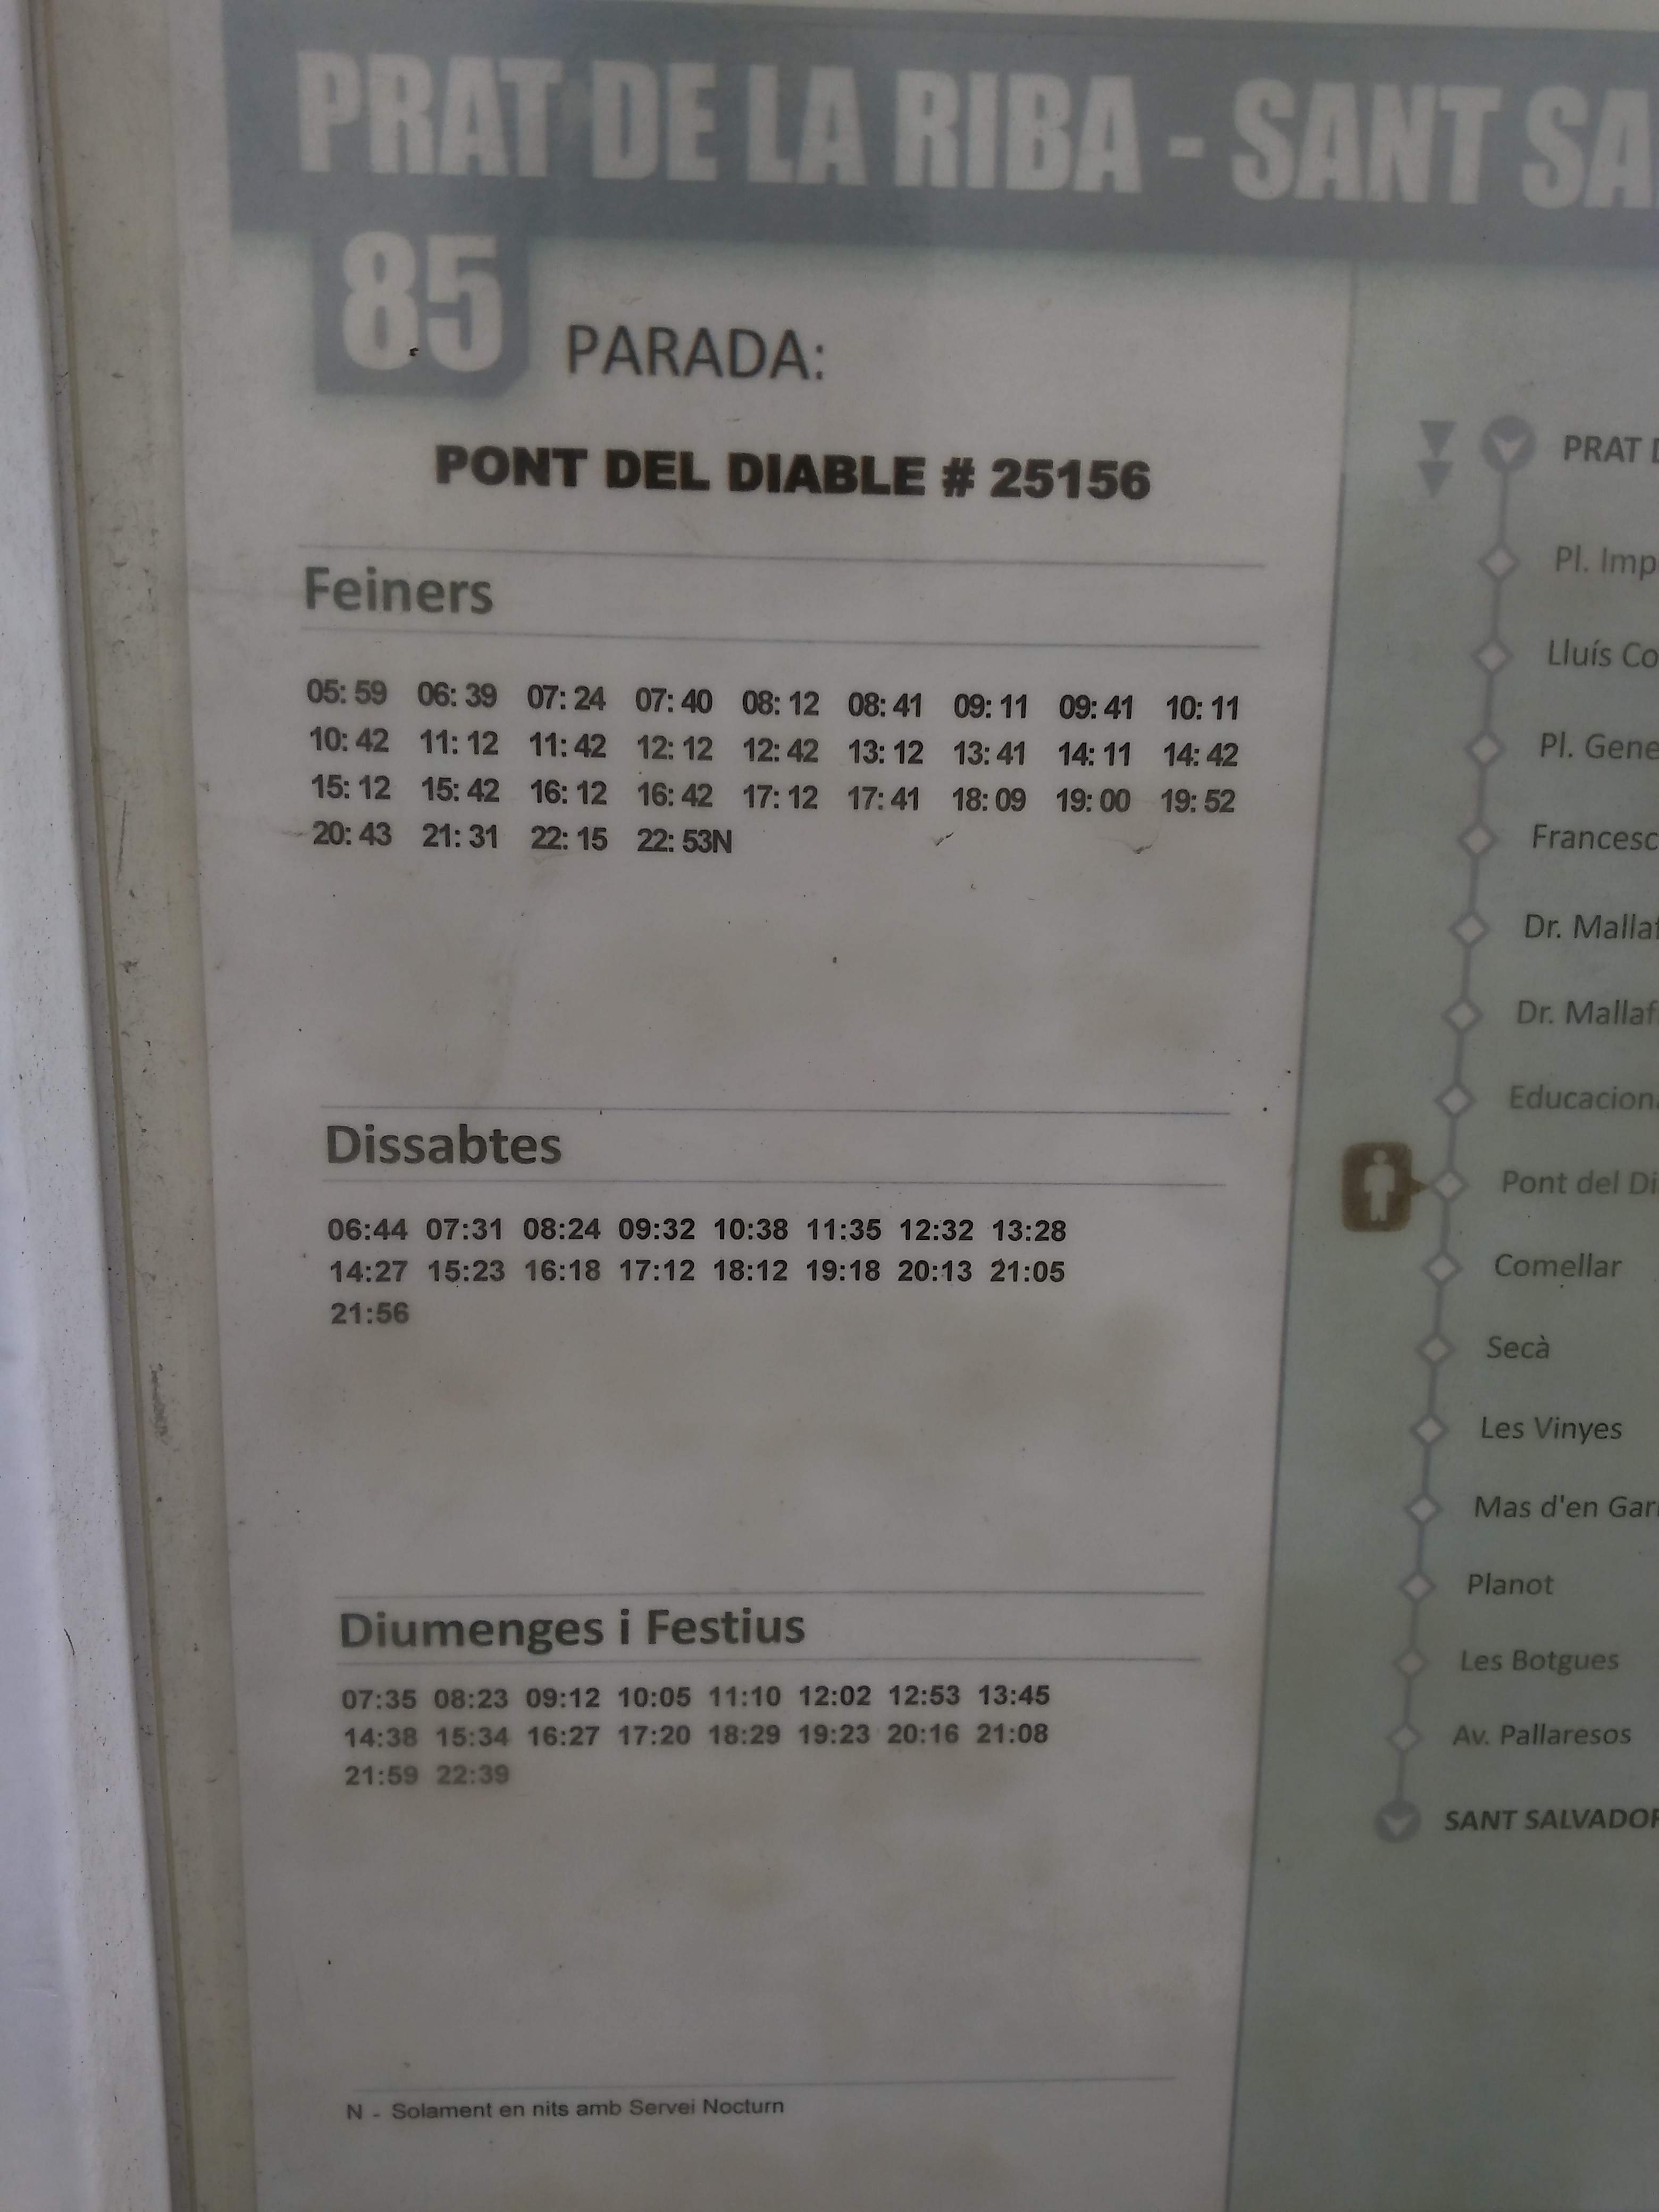 PRAT DE LA RIBA - SANT
85
PARADA:
PONT DEL DIABLE # 25156
Feiners
05:59 06:39 07:24 07:40 08:12 08:41 09:11 09:41 10:11
10:42 11:12 11:42 12:12 12:42 13:12 13:41 14:11 14:42
15:12 15:42 16:12 16:42 17:12 17:41 18:09 19:00 19:52
20:43 21:31 22:15 22:53N
Dissabtes
06:44 07:31 08:24 09:32 10:38 11:35 12:32 13:28
14:27 15:23 16:18 17:12 18:12 19:18 20:13 21:05
21:56
Diumenges i Festius
07:35 08:23 09:12 10:05 11:10 12:02 12:53 13:45
14:38 15:34 16:27 17:20 18:29 19:23 20:16 21:08
21:59 22:39
N - Solament en nits amb Servei Nocturn
PRAT
Pl.
Lluís
Pl.
Dr.
Dr.
Pont del
Comellar
Secà
Les Vinyes
Mas d'en
Planot
Les Botgues
Av. Pallaresos
SANT SALVADOR